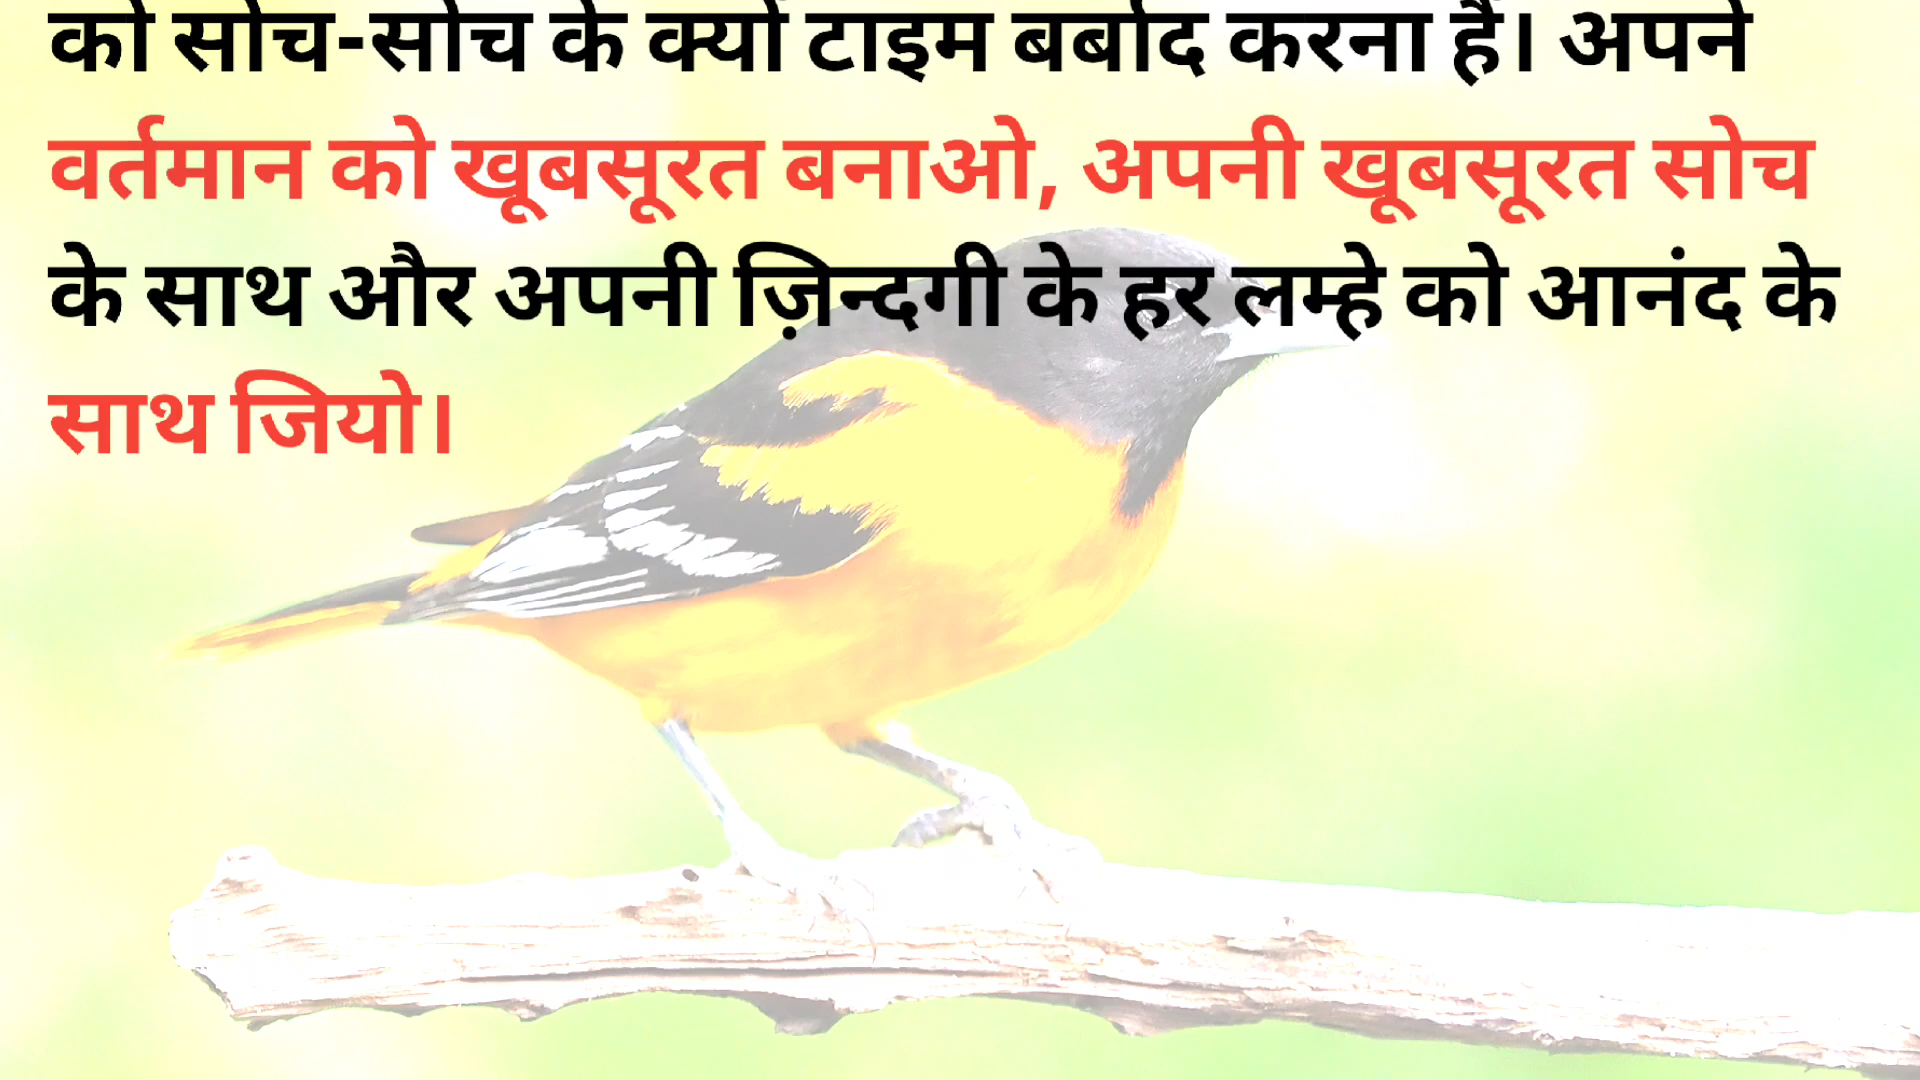 को सोच-सोच के क्यों टाइम बर्बाद करना हैं। अपने
वर्तमान को खूबसूरत बनाओ, अपनी खूबसूरत सोच
के साथ और अपनी ज़िन्दगी के हर लम्हे को आनंद के
साथ जियो।